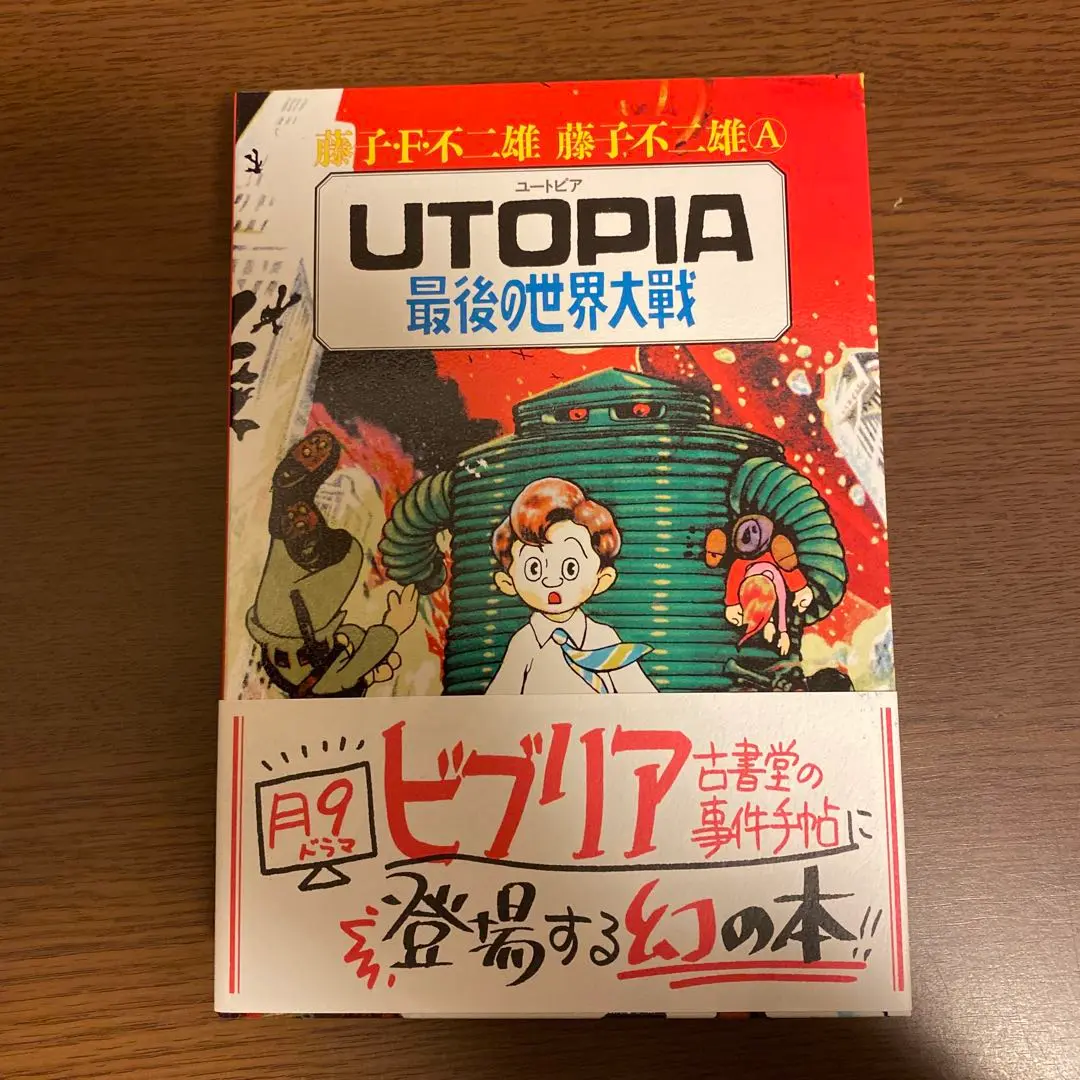 藤子・F・不二雄 藤子不二雄Ⓐ
ユートピア
UTOPIA
最後の世界大戰
月9
ドラマ
ビブリア
古書堂の
事件手帖に
登場する幻の本!!